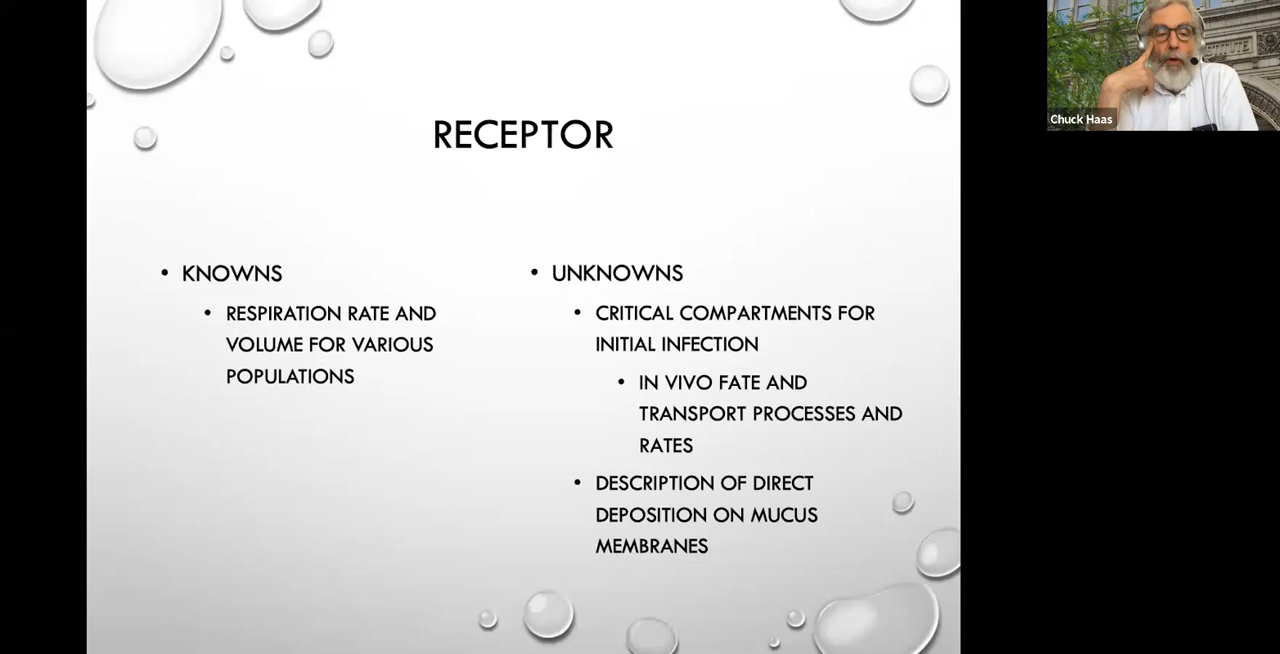 RECEPTOR
• KNOWNS
• RESPIRATION RATE AND
VOLUME FOR VARIOUS
POPULATIONS
• UNKNOWNS
• CRITICAL COMPARTMENTS FOR
INITIAL INFECTION
• IN VIVO FATE AND
TRANSPORT PROCESSES AND
RATES
• DESCRIPTION OF DIRECT
DEPOSITION ON MUCUS
MEMBRANES
Chuck Haas